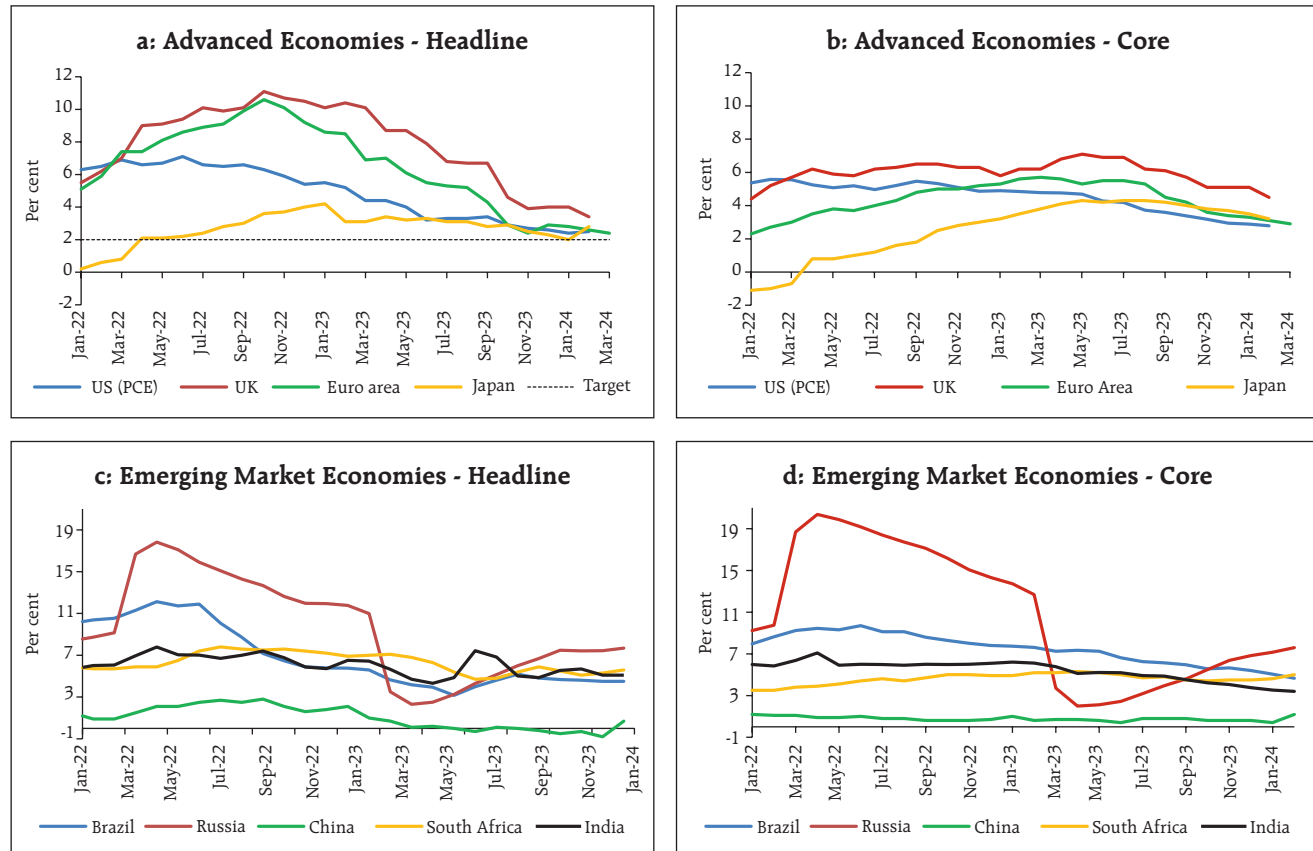 a: Advanced Economies - Headline
12
10
8
6
4
2
0
-2
Per cent
Jan-22
Mar-22
May-22
Jul-22
Sep-22
Nov-22
Jan-23
Mar-23
May-23
Jul-23
Sep-23
Nov-23
Jan-24
Mar-24
US (PCE) UK Euro area Japan Target
b: Advanced Economies - Core
12
10
8
6
4
2
0
-2
Per cent
Jan-22
Mar-22
May-22
Jul-22
Sep-22
Nov-22
Jan-23
Mar-23
May-23
Jul-23
Sep-23
Nov-23
Jan-24
Mar-24
US (PCE) UK Euro Area Japan
c: Emerging Market Economies - Headline
19
15
11
7
3
-1
Per cent
Jan-22
Mar-22
May-22
Jul-22
Sep-22
Nov-22
Jan-23
Mar-23
May-23
Jul-23
Sep-23
Nov-23
Jan-24
Brazil Russia China South Africa India
d: Emerging Market Economies - Core
19
15
11
7
3
-1
Per cent
Jan-22
Mar-22
May-22
Jul-22
Sep-22
Nov-22
Jan-23
Mar-23
May-23
Jul-23
Sep-23
Nov-23
Jan-24
Brazil Russia China South Africa India